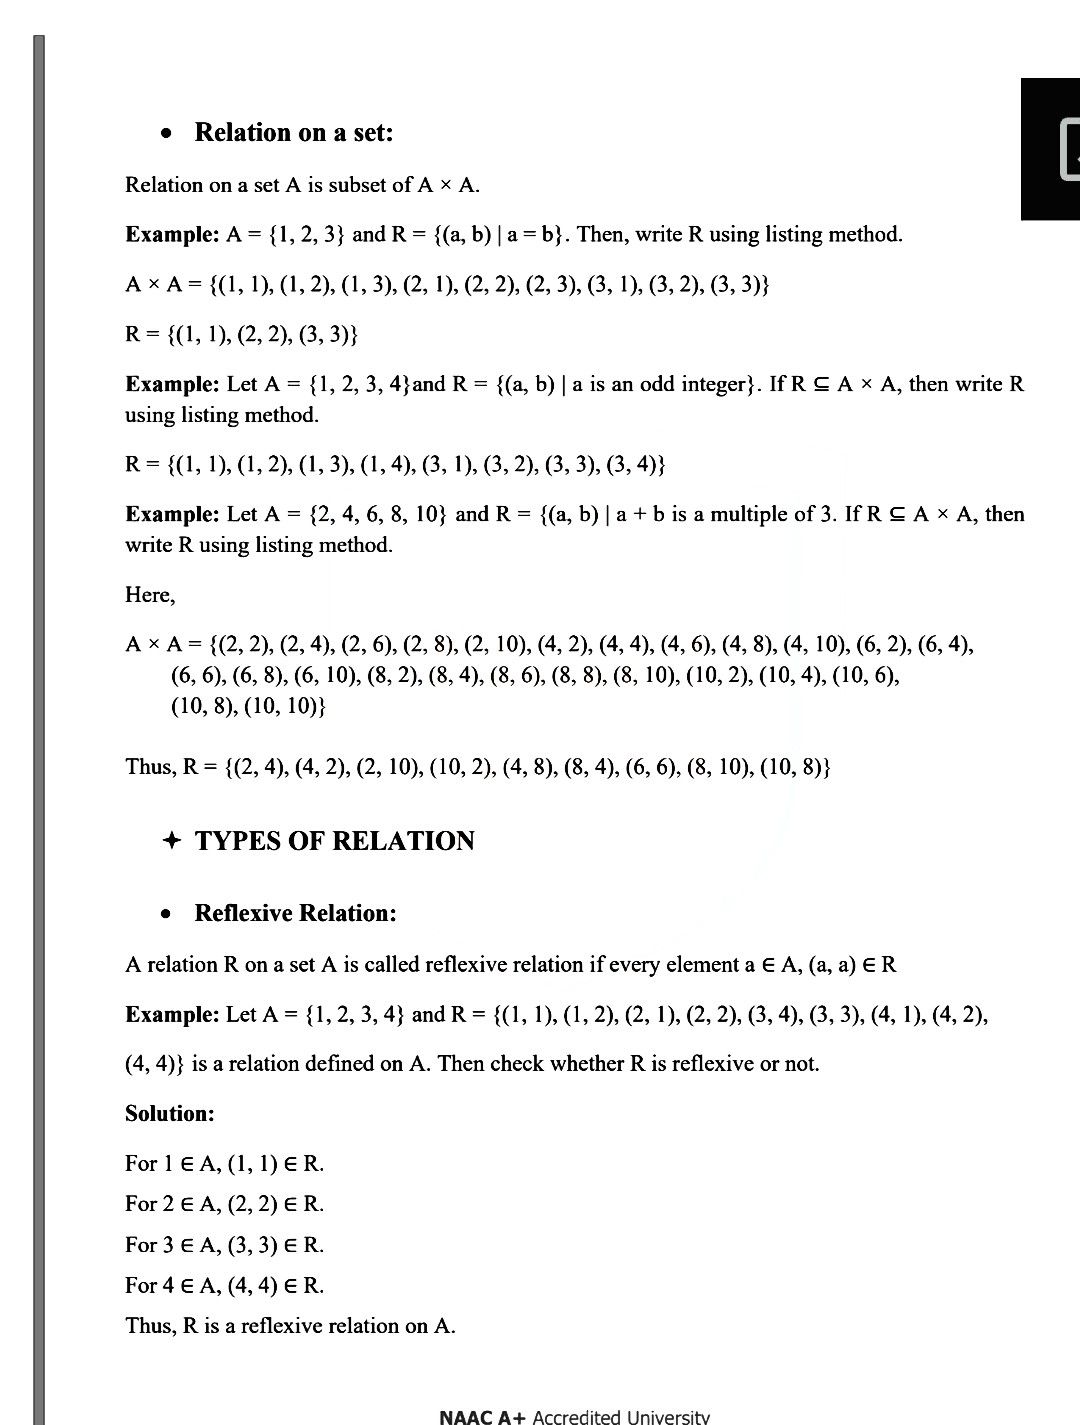 • Relation on a set:
Relation on a set A is subset of A × A.
Example: A = {1, 2, 3} and R = {(a, b) | a = b}. Then, write R using listing method.
A × A = {(1, 1), (1, 2), (1, 3), (2, 1), (2, 2), (2, 3), (3, 1), (3, 2), (3, 3)}
R = {(1, 1), (2, 2), (3, 3)}
Example: Let A = {1, 2, 3, 4}and R = {(a, b) | a is an odd integer}. If R ⊆ A × A, then write R
using listing method.
R = {(1, 1), (1, 2), (1, 3), (1, 4), (3, 1), (3, 2), (3, 3), (3, 4)}
Example: Let A = {2, 4, 6, 8, 10} and R = {(a, b) | a + b is a multiple of 3. If R ⊆ A × A, then
write R using listing method.
Here,
A × A = {(2, 2), (2, 4), (2, 6), (2, 8), (2, 10), (4, 2), (4, 4), (4, 6), (4, 8), (4, 10), (6, 2), (6, 4),
(6, 6), (6, 8), (6, 10), (8, 2), (8, 4), (8, 6), (8, 8), (8, 10), (10, 2), (10, 4), (10, 6),
(10, 8), (10, 10)}
Thus, R = {(2, 4), (4, 2), (2, 10), (10, 2), (4, 8), (8, 4), (6, 6), (8, 10), (10, 8)}
✦ TYPES OF RELATION
• Reflexive Relation:
A relation R on a set A is called reflexive relation if every element a ∈ A, (a, a) ∈ R
Example: Let A = {1, 2, 3, 4} and R = {(1, 1), (1, 2), (2, 1), (2, 2), (3, 4), (3, 3), (4, 1), (4, 2),
(4, 4)} is a relation defined on A. Then check whether R is reflexive or not.
Solution:
For 1 ∈ A, (1, 1) ∈ R.
For 2 ∈ A, (2, 2) ∈ R.
For 3 ∈ A, (3, 3) ∈ R.
For 4 ∈ A, (4, 4) ∈ R.
Thus, R is a reflexive relation on A.
NAAC A+ Accredited University